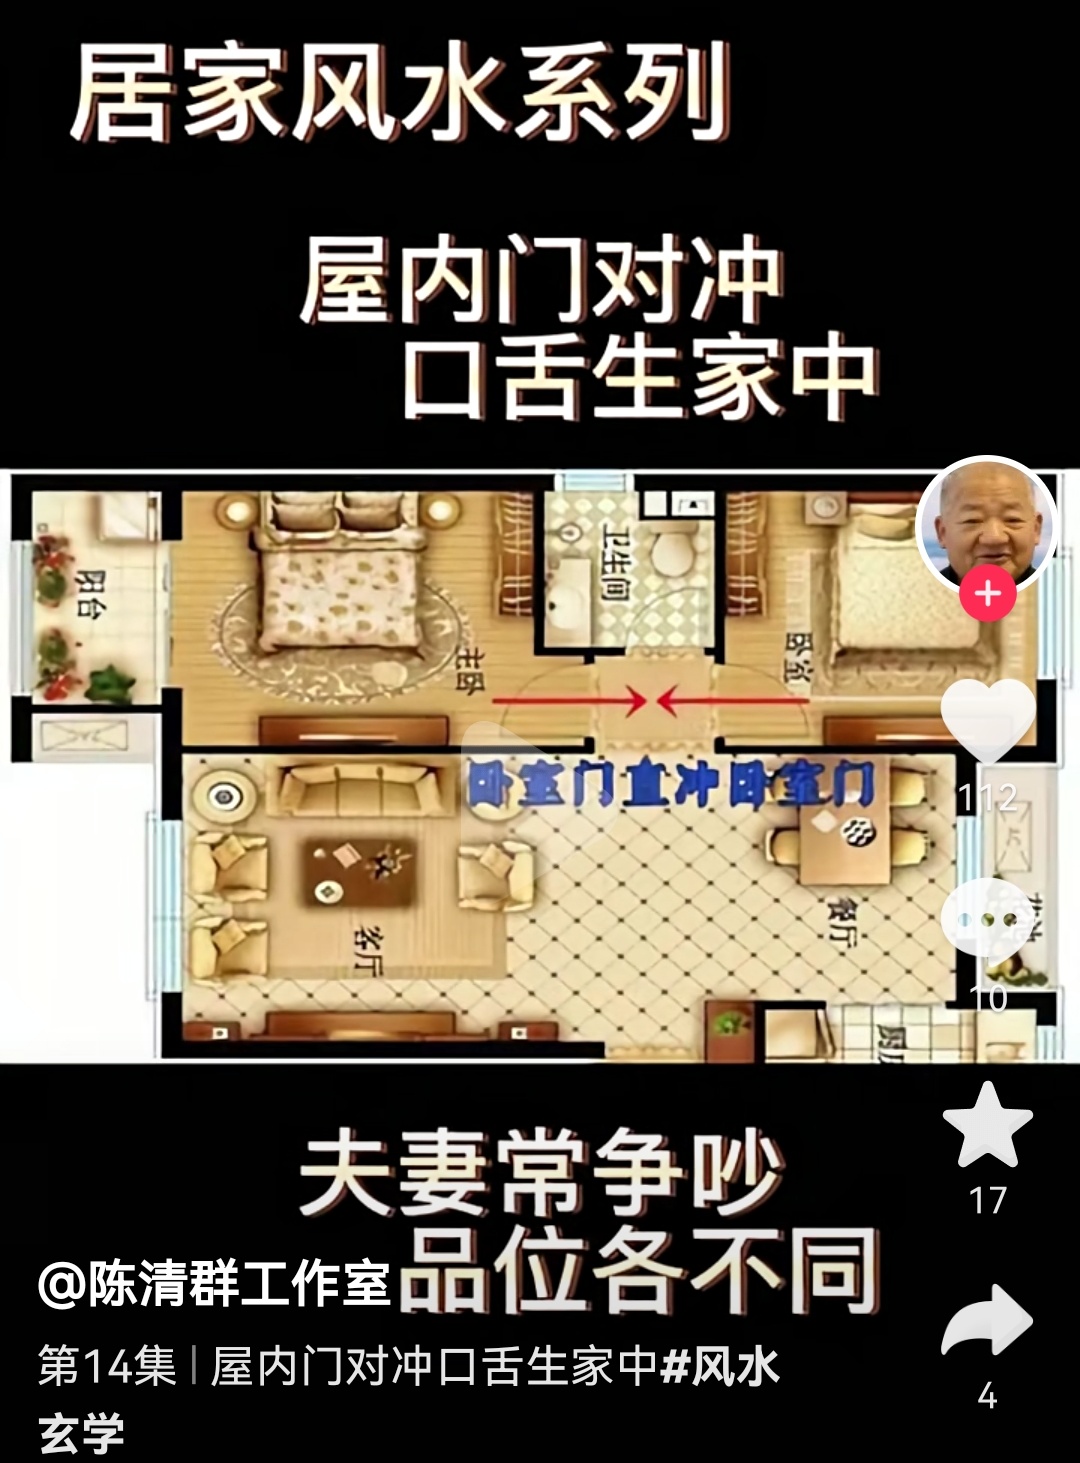 居家风水系列
屋内门对冲
口舌生家中
卫生间
阳台
主卧
卧室
卧室门直冲卧室门
112
餐厅
客厅
10
夫妻常争吵
品位各不同
17
@陈清群工作室
第14集 | 屋内门对冲口舌生家中#风水
玄学
4